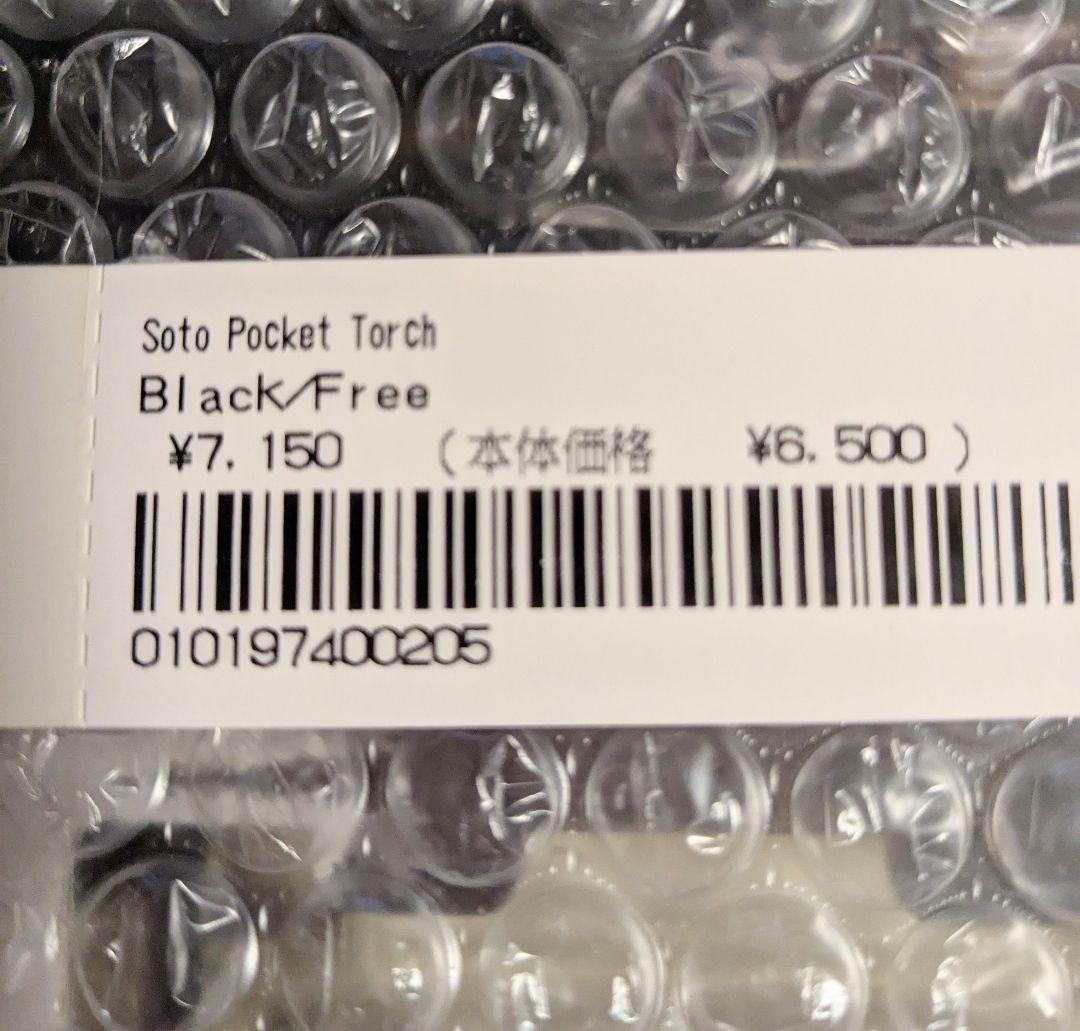 Soto Pocket Torch
Black/Free
¥7.150 (本体価格 ¥6.500)
010197400205